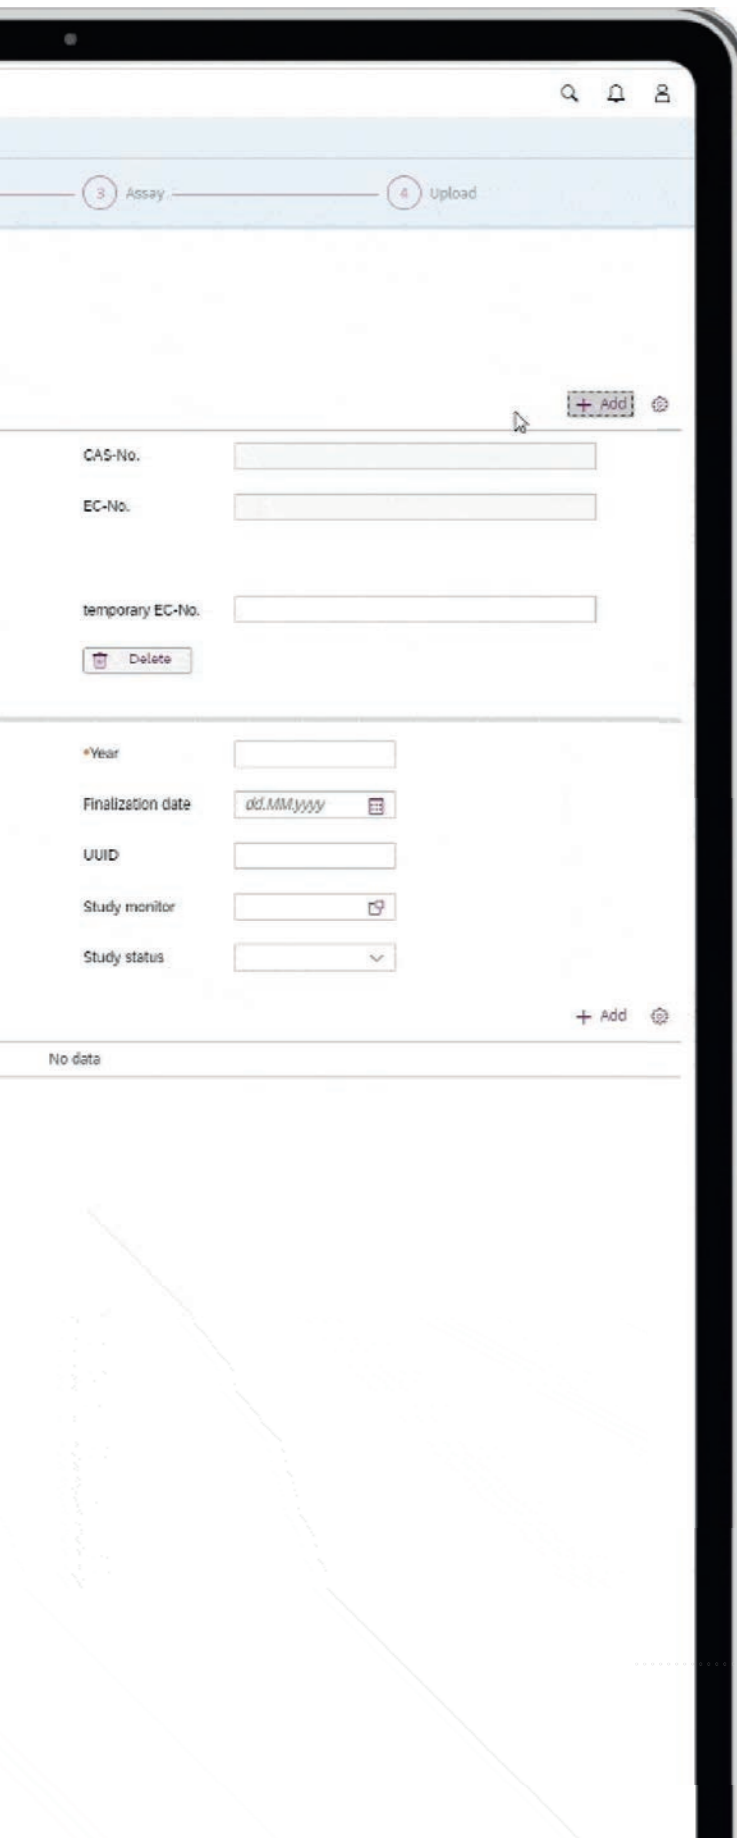 3 Assay 4 Upload
+ Add
CAS-No.
EC-No.
temporary EC-No.
Delete
*Year
Finalization date dd.MM.yyyy
UUID
Study monitor
Study status
+ Add
No data